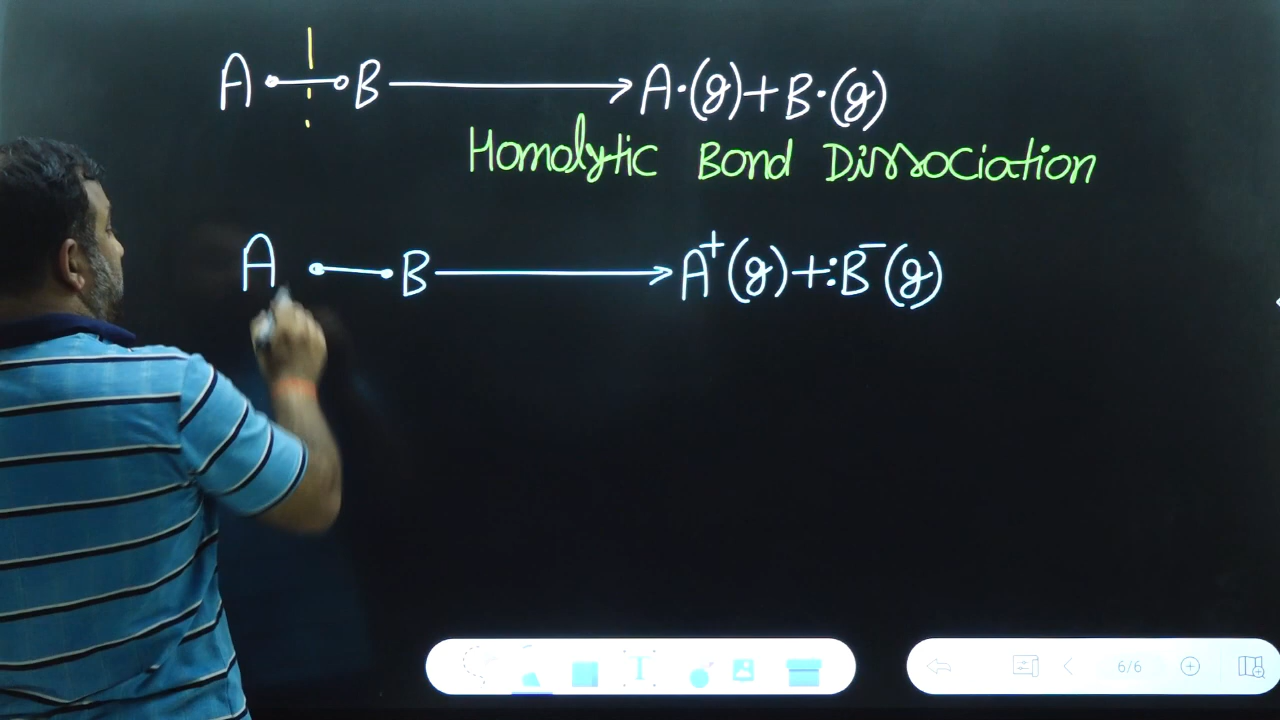 A—B → A·(g)+B·(g)
Homolytic Bond Dissociation
A —B → A⁺(g)+:B⁻(g)
T
6/6